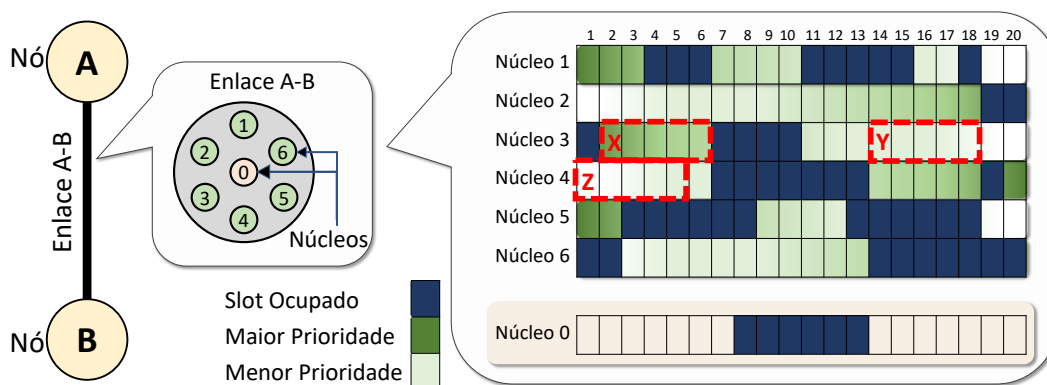 Nó A
Enlace A-B
Nó B
Enlace A-B
1
2
6
0
3
5
4
Núcleos
Slot Ocupado
Maior Prioridade
Menor Prioridade
1 2 3 4 5 6 7 8 9 10 11 12 13 14 15 16 17 18 19 20
Núcleo 1
Núcleo 2
Núcleo 3 X Y
Núcleo 4 Z
Núcleo 5
Núcleo 6
Núcleo 0